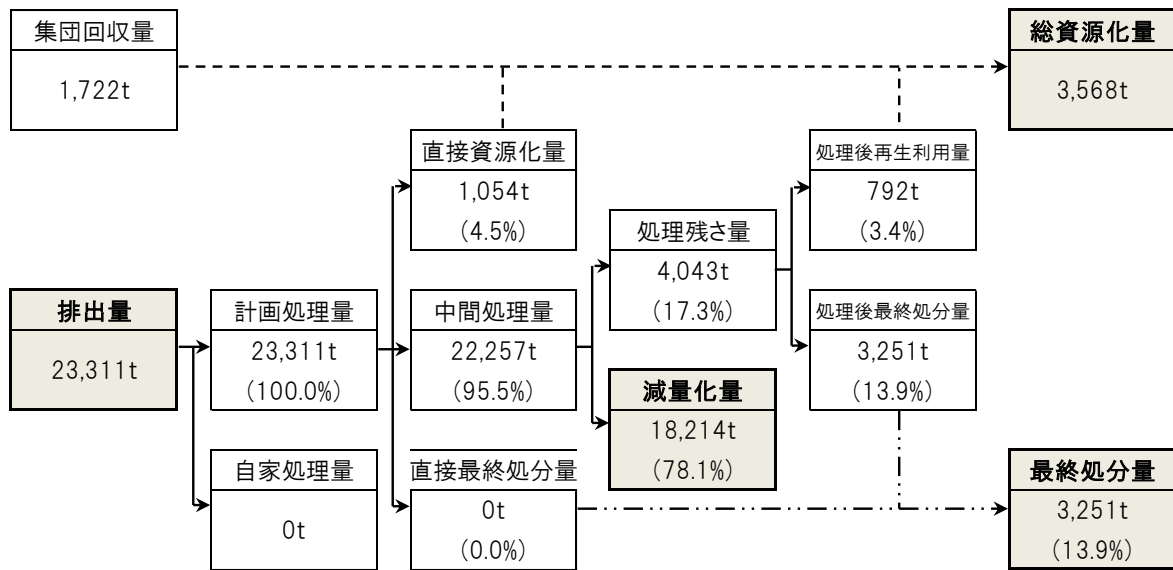 集団回収量
1,722t
総資源化量
3,568t
直接資源化量
1,054t
(4.5%)
処理後再生利用量
792t
(3.4%)
処理残さ量
4,043t
(17.3%)
排出量
23,311t
計画処理量
23,311t
(100.0%)
中間処理量
22,257t
(95.5%)
処理後最終処分量
3,251t
(13.9%)
減量化量
18,214t
(78.1%)
自家処理量
0t
直接最終処分量
0t
(0.0%)
最終処分量
3,251t
(13.9%)